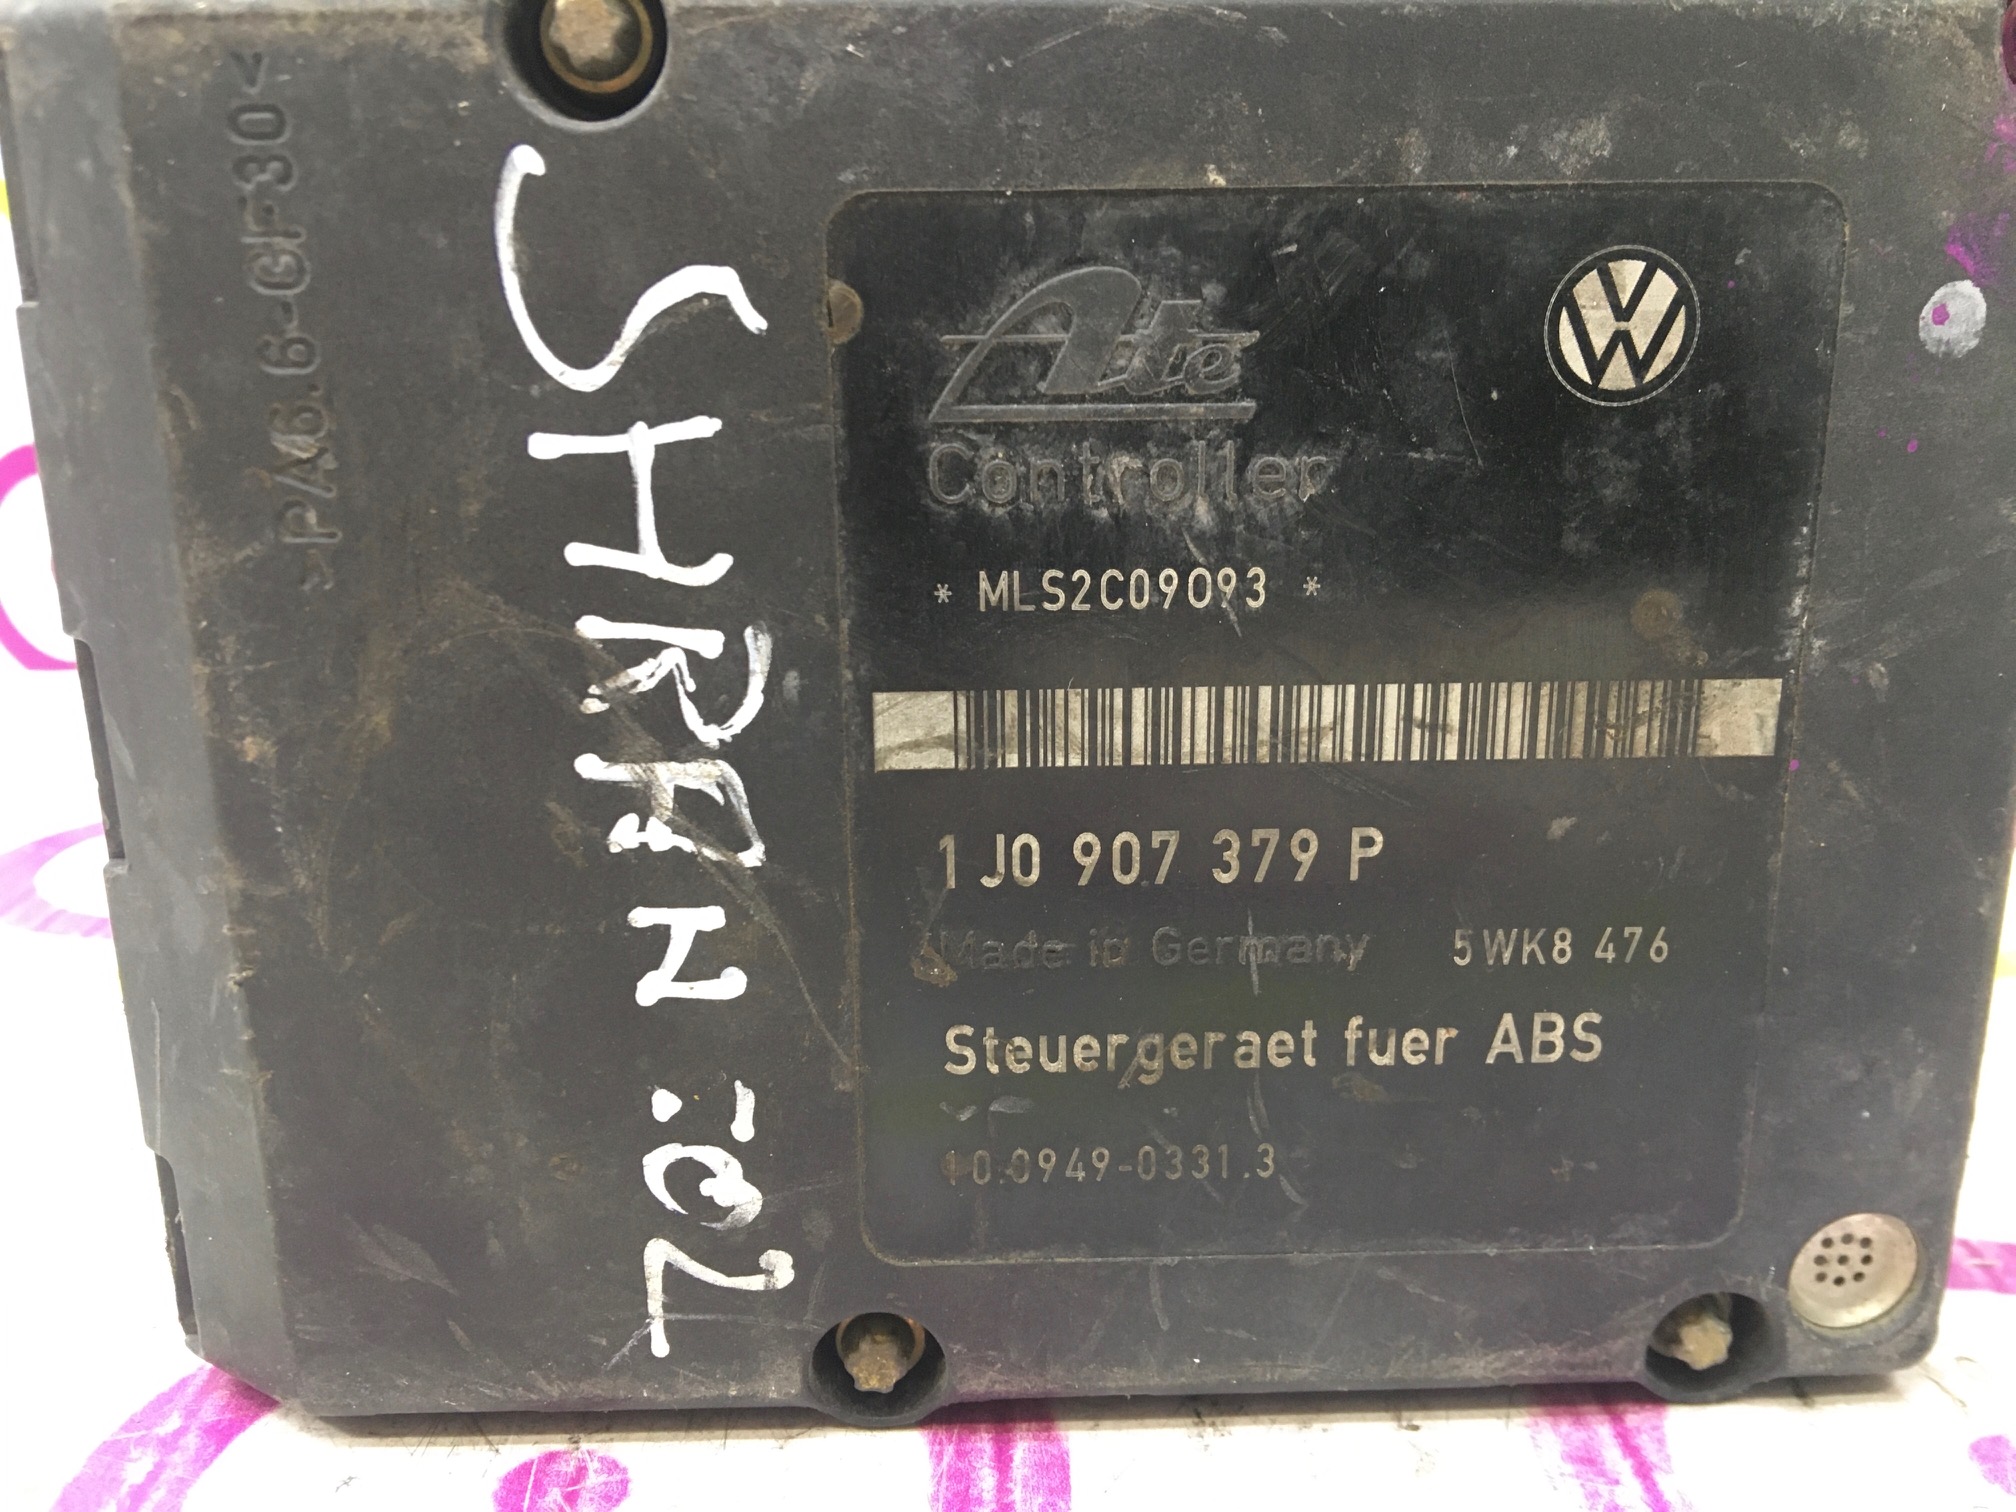 >PA6.6-GF30<
SHRAN:02
Ate
Controller
* MLS2C09093 *
1J0 907 379 P
Made in Germany 5WK8 476
Steuergeraet fuer ABS
10.0949-0331.3